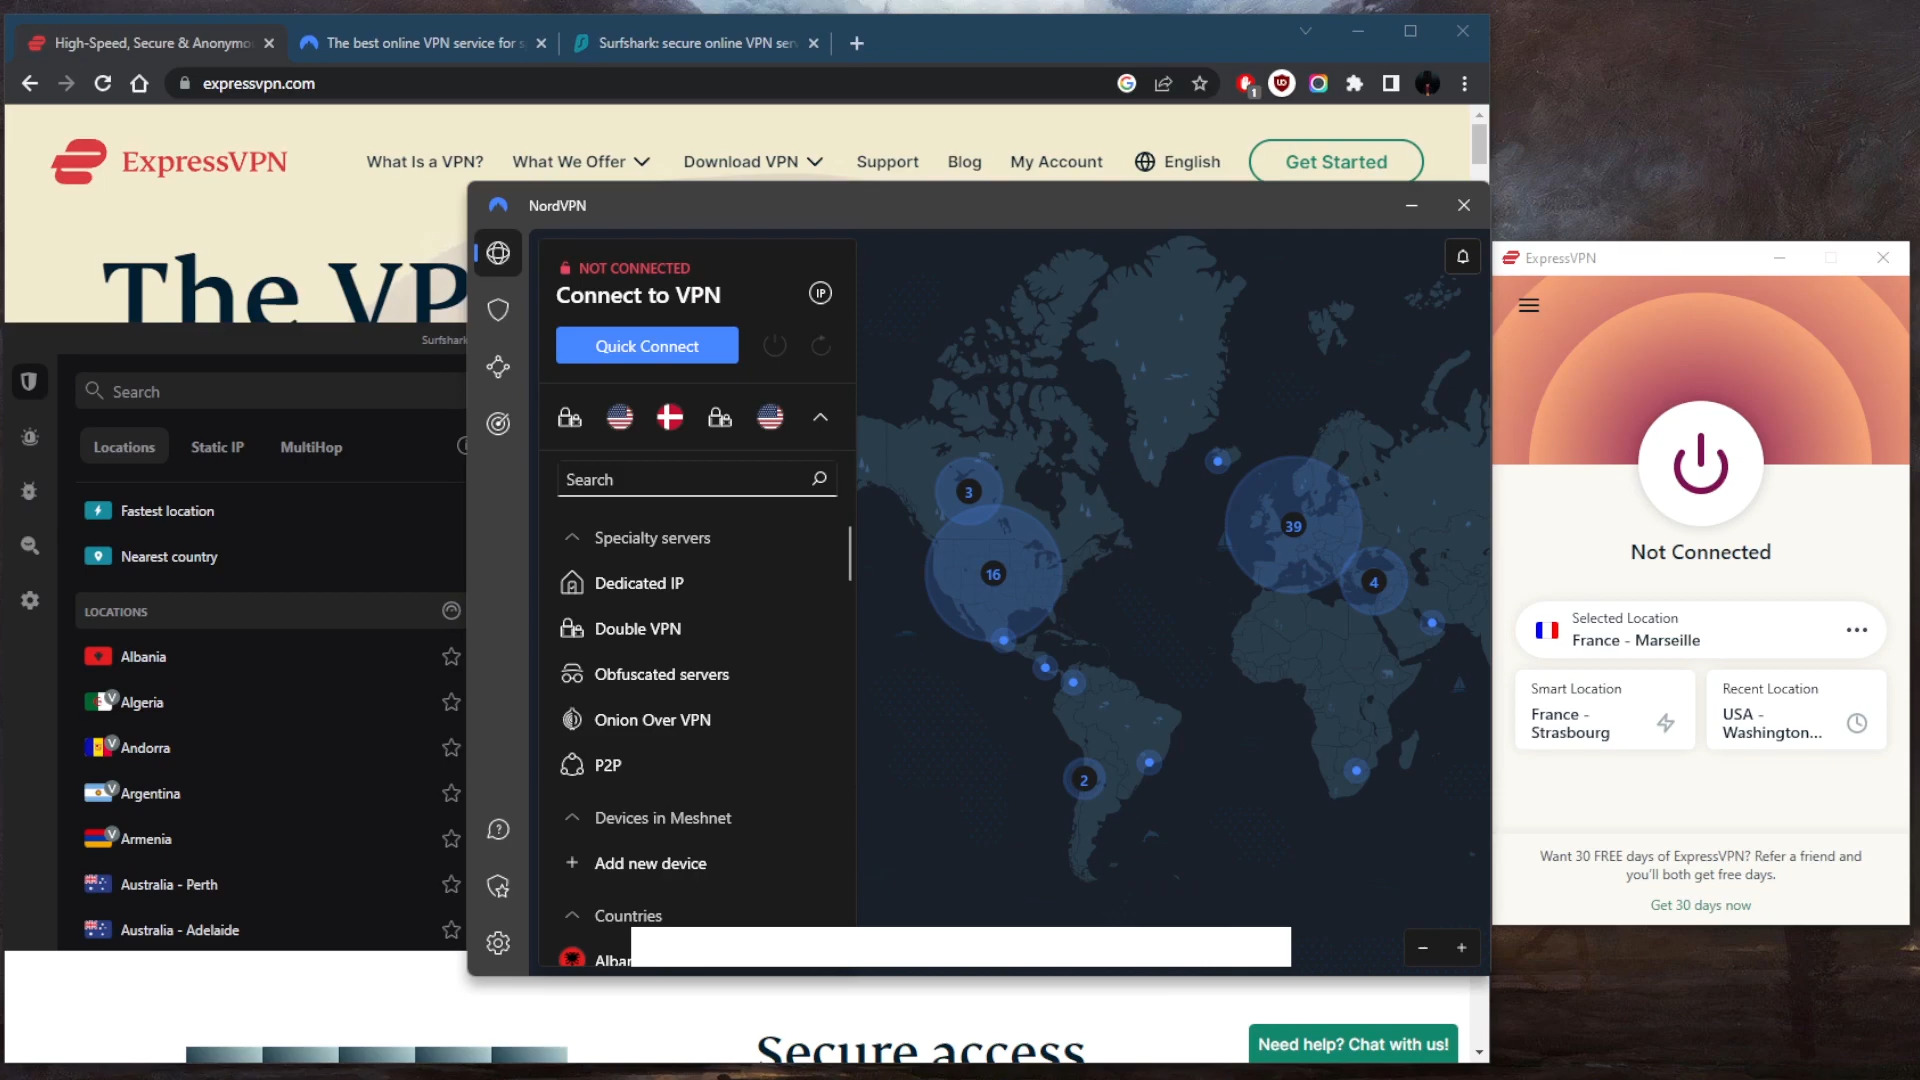 High-Speed, Secure & Anonymo
The best online VPN service for s
Surfshark: secure online VPN ser
expressvpn.com
1
ExpressVPN
What Is a VPN?
What We Offer
Download VPN
Support
Blog
My Account
English
Get Started
The VP
Surfshark
Search
Locations
Static IP
MultiHop
Fastest location
Nearest country
LOCATIONS
Albania
V
Algeria
V
Andorra
V
Argentina
V
Armenia
Australia - Perth
Australia - Adelaide
NordVPN
NOT CONNECTED
Connect to VPN
IP
Quick Connect
Search
Specialty servers
Dedicated IP
Double VPN
Obfuscated servers
Onion Over VPN
P2P
Devices in Meshnet
Add new device
Countries
Alban
3
16
39
4
2
ExpressVPN
Not Connected
Selected Location
France - Marseille
Smart Location
France -
Strasbourg
Recent Location
USA -
Washington...
Want 30 FREE days of ExpressVPN? Refer a friend and
you'll both get free days.
Get 30 days now
Secure access
Need help? Chat with us!